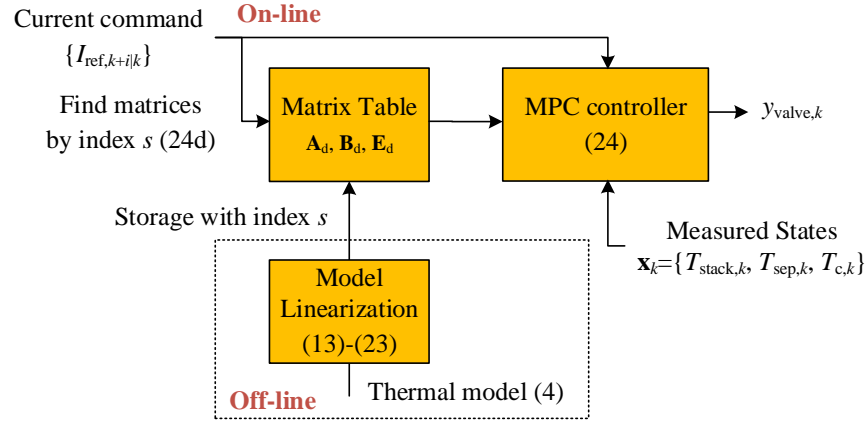 On-line
Current command
{I_ref,k+i|k}
Find matrices
by index s (24d)
Matrix Table
A_d, B_d, E_d
MPC controller
(24)
y_valve,k
Storage with index s
Measured States
x_k={T_stack,k, T_sep,k, T_c,k}
Model
Linearization
(13)-(23)
Off-line
Thermal model (4)